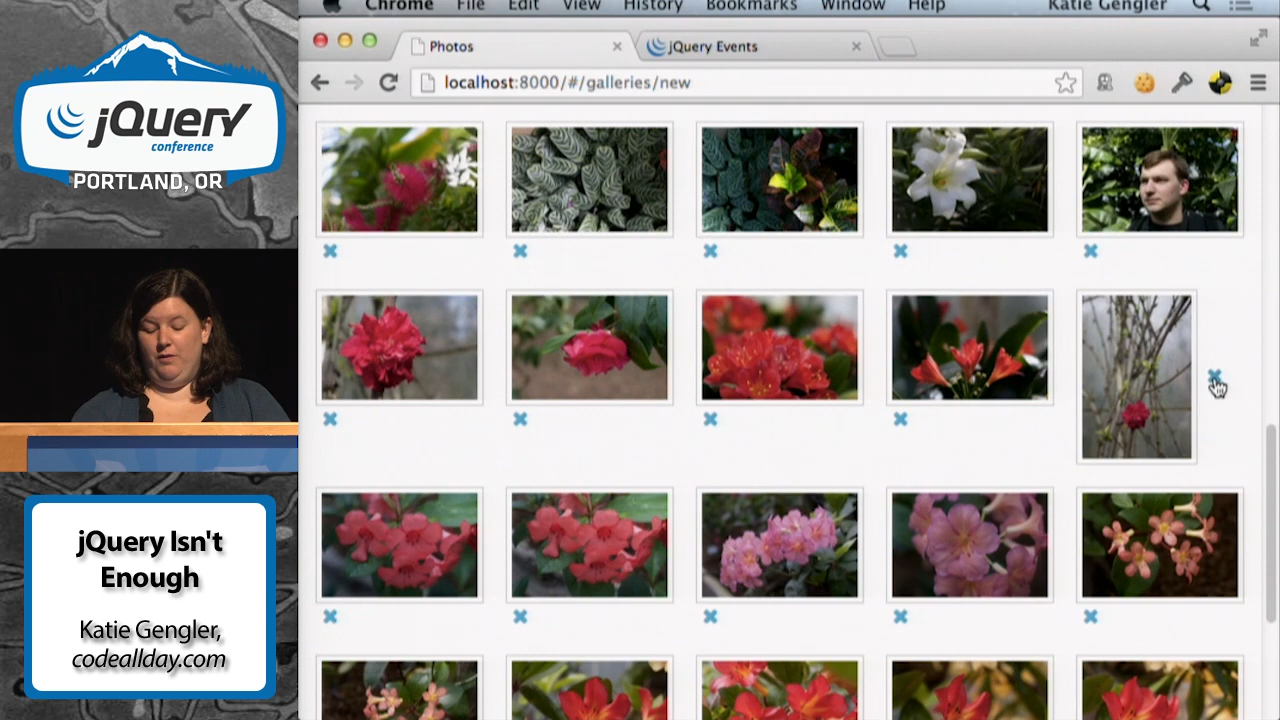 jQuery
conference
PORTLAND, OR
jQuery Isn't
Enough
Katie Gengler,
codeallday.com
Chrome File Edit View History Bookmarks Window Help Katie Gengler
Photos
jQuery Events
localhost:8000/#/galleries/new